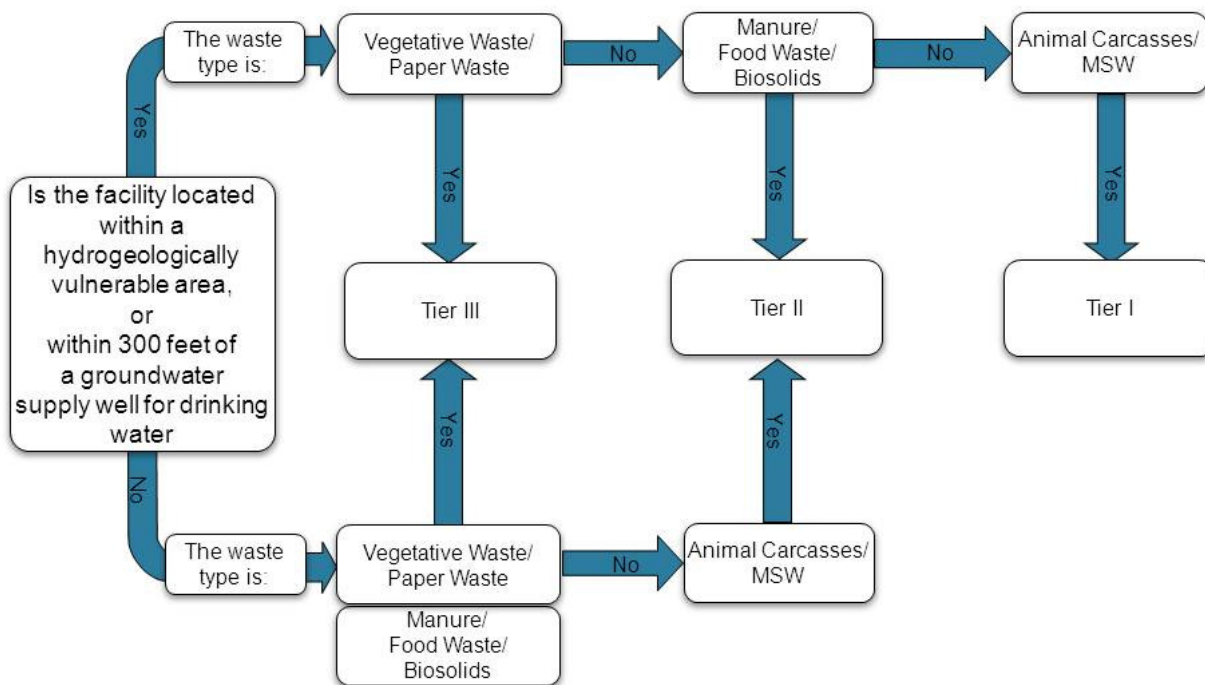 The waste
type is:
Vegetative Waste/
Paper Waste
No
Manure/
Food Waste/
Biosolids
No
Animal Carcasses/
MSW
Yes
Yes
Yes
Yes
Is the facility located
within a
hydrogeologically
vulnerable area,
or
within 300 feet of
a groundwater
supply well for drinking
water
Tier III
Tier II
Tier I
No
Yes
Yes
The waste
type is:
Vegetative Waste/
Paper Waste
No
Animal Carcasses/
MSW
Manure/
Food Waste/
Biosolids